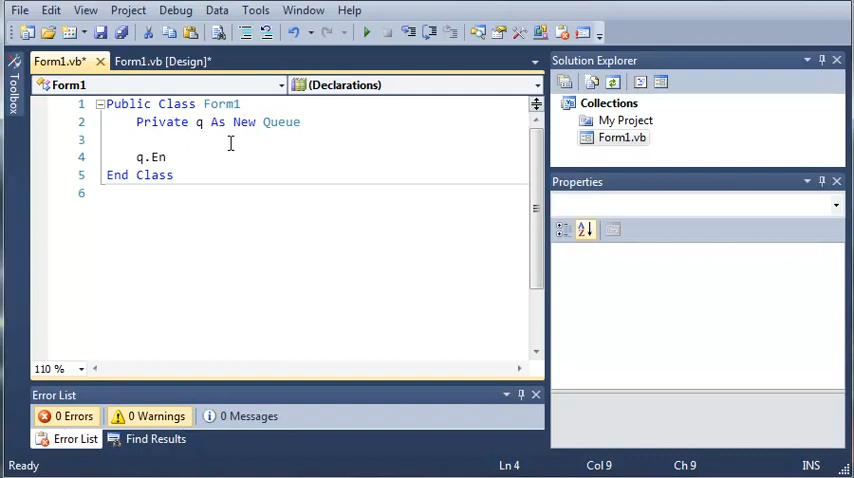 File Edit View Project Debug Data Tools Window Help
Form1.vb* Form1.vb [Design]* Solution Explorer
Form1 (Declarations)
Toolbox
1 Public Class Form1
2 Private q As New Queue
3
4 q.En
5 End Class
6
Collections
My Project
Form1.vb
Properties
110 %
Error List
0 Errors 0 Warnings 0 Messages
Error List Find Results
Ready Ln 4 Col 9 Ch 9 INS